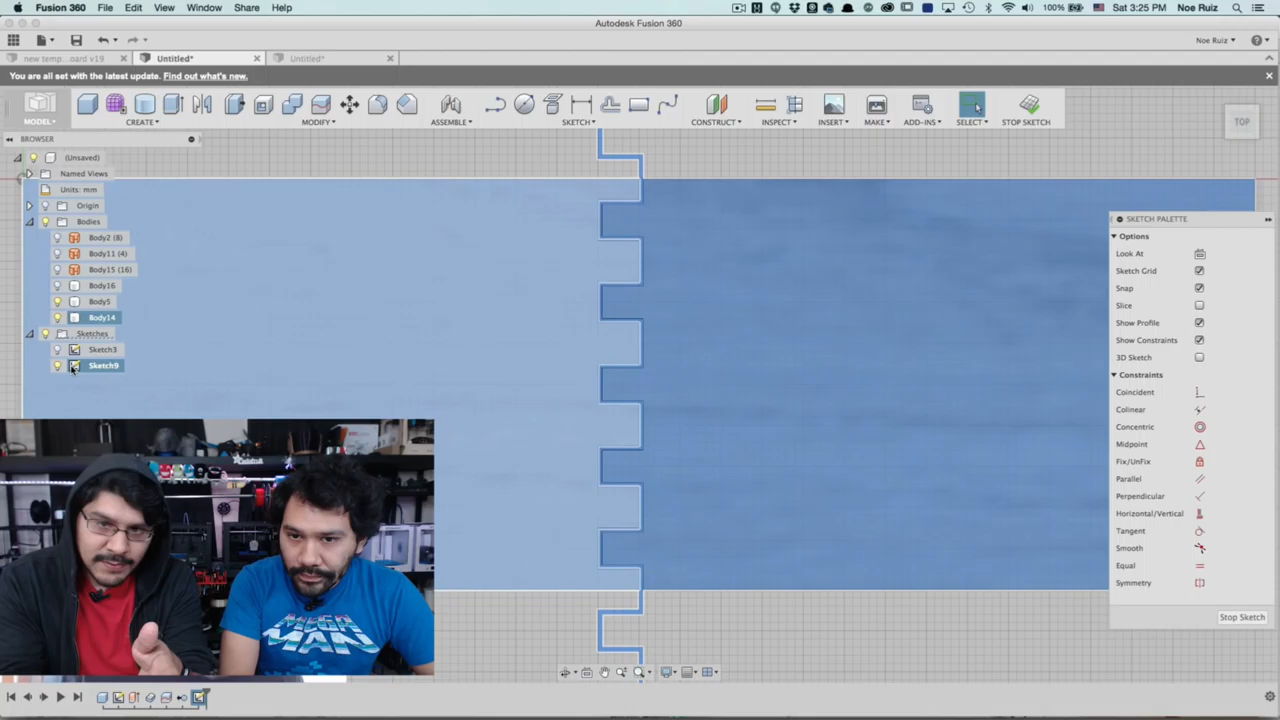 Fusion 360 File Edit View Window Share Help 100% Sat 3:25 PM Noe Ruiz
Autodesk Fusion 360
Noe Ruiz
new temp...oard v19 Untitled* Untitled*
You are all set with the latest update. Find out what's new.
MODEL CREATE MODIFY ASSEMBLE SKETCH CONSTRUCT INSPECT INSERT MAKE ADD-INS SELECT STOP SKETCH
TOP
BROWSER
(Unsaved)
Named Views
Units: mm
Origin
Bodies
Body2 (8)
Body11 (4)
Body15 (16)
Body16
Body5
Body14
Sketches
Sketch3
Sketch9
SKETCH PALETTE
Options
Look At
Sketch Grid
Snap
Slice
Show Profile
Show Constraints
3D Sketch
Constraints
Coincident
Colinear
Concentric
Midpoint
Fix/UnFix
Parallel
Perpendicular
Horizontal/Vertical
Tangent
Smooth
Equal
Symmetry
Stop Sketch
MEGA
MAN